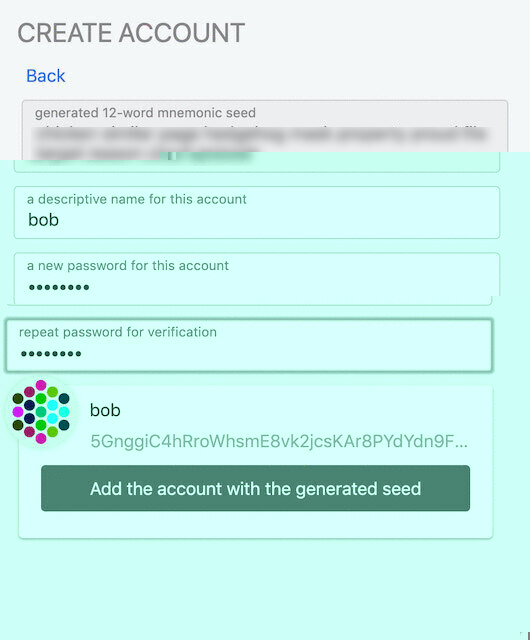 CREATE ACCOUNT
Back
generated 12-word mnemonic seed
a descriptive name for this account
bob
a new password for this account
••••••••
repeat password for verification
••••••••
bob
5GnggiC4hRroWhsmE8vk2jcsKAr8PYdYdn9F...
Add the account with the generated seed